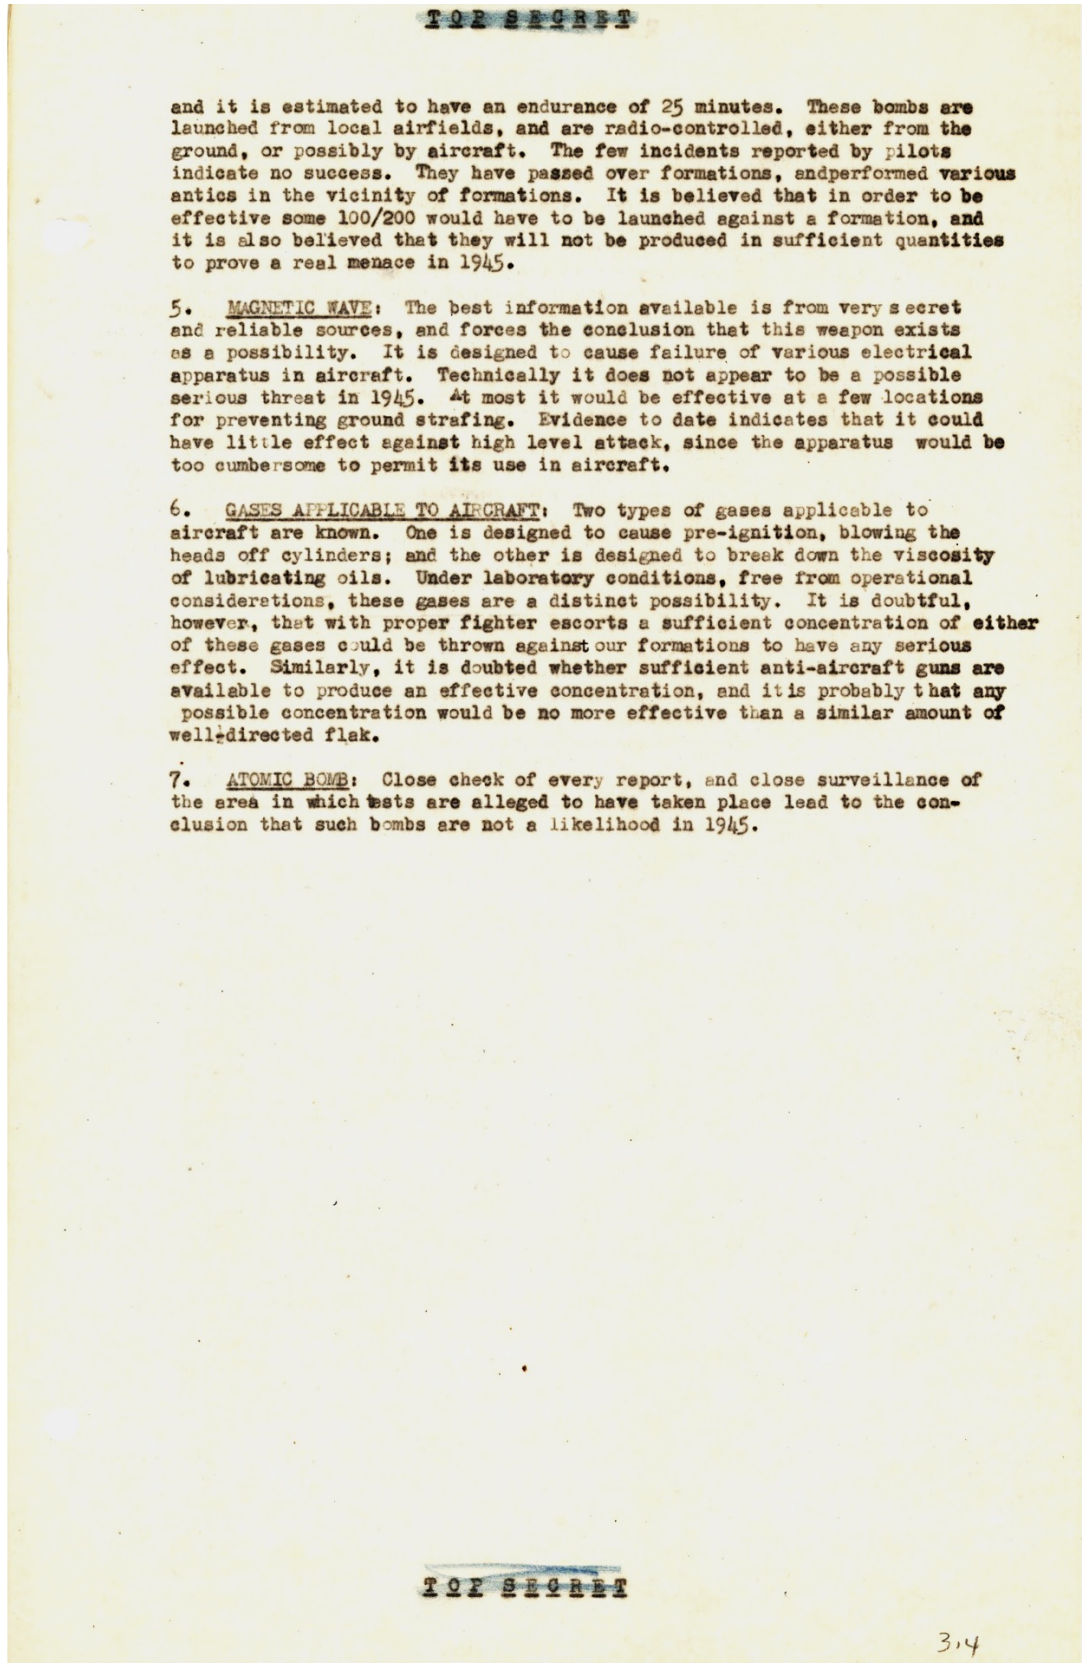 TOP SECRET
and it is estimated to have an endurance of 25 minutes. These bombs are
launched from local airfields, and are radio-controlled, either from the
ground, or possibly by aircraft. The few incidents reported by pilots
indicate no success. They have passed over formations, andperformed various
antics in the vicinity of formations. It is believed that in order to be
effective some 100/200 would have to be launched against a formation, and
it is also believed that they will not be produced in sufficient quantities
to prove a real menace in 1945.
5. MAGNETIC WAVE: The best information available is from very secret
and reliable sources, and forces the conclusion that this weapon exists
as a possibility. It is designed to cause failure of various electrical
apparatus in aircraft. Technically it does not appear to be a possible
serious threat in 1945. At most it would be effective at a few locations
for preventing ground strafing. Evidence to date indicates that it could
have little effect against high level attack, since the apparatus would be
too cumbersome to permit its use in aircraft.
6. GASES APPLICABLE TO AIRCRAFT: Two types of gases applicable to
aircraft are known. One is designed to cause pre-ignition, blowing the
heads off cylinders; and the other is designed to break down the viscosity
of lubricating oils. Under laboratory conditions, free from operational
considerations, these gases are a distinct possibility. It is doubtful,
however, that with proper fighter escorts a sufficient concentration of either
of these gases could be thrown against our formations to have any serious
effect. Similarly, it is doubted whether sufficient anti-aircraft guns are
available to produce an effective concentration, and it is probably that any
possible concentration would be no more effective than a similar amount of
well-directed flak.
7. ATOMIC BOMB: Close check of every report, and close surveillance of
the area in which tests are alleged to have taken place lead to the con-
clusion that such bombs are not a likelihood in 1945.
TOP SECRET
314